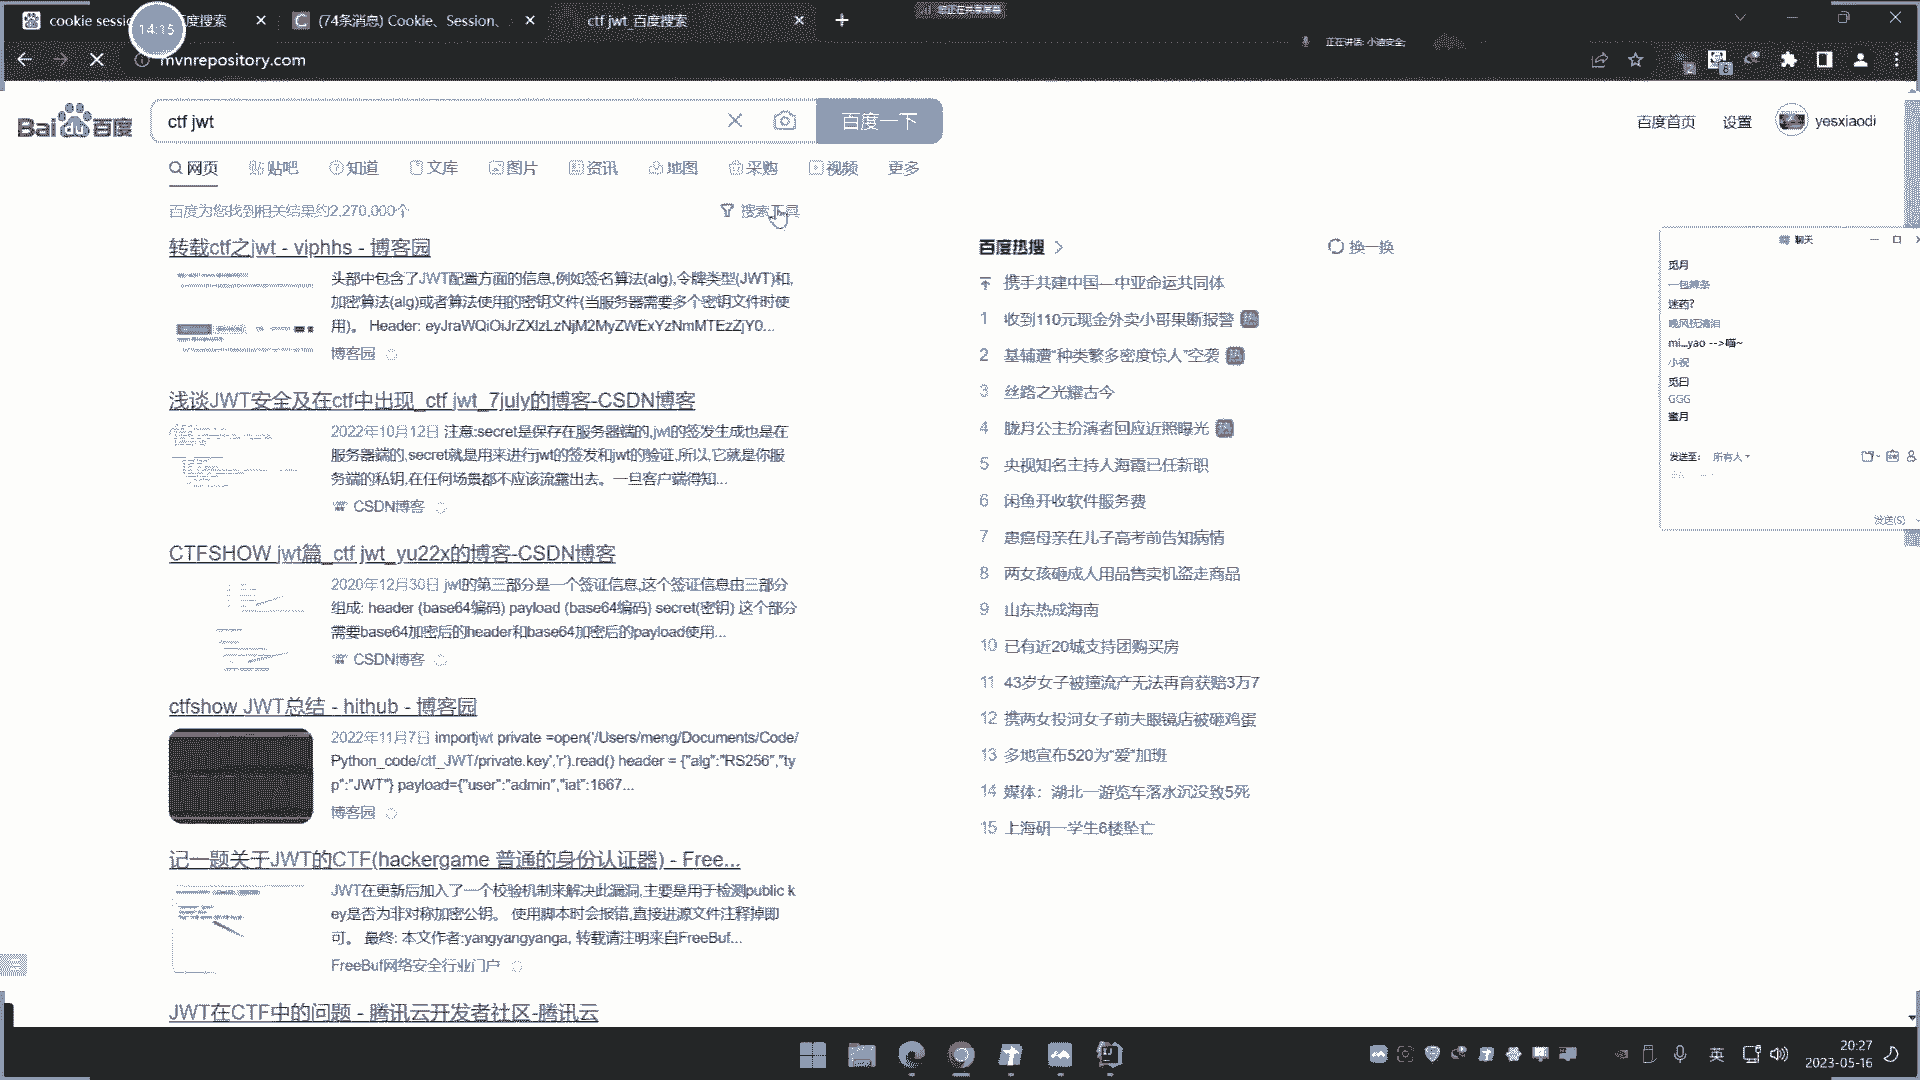 cookie sess
百度搜索
(74条消息) Cookie、Session、
ctf jwt_百度搜索
14:15
您正在共享屏幕
正在讲话: 小迪安全;
mvnrepository.com
2
6
Bai du 百度
ctf jwt
百度一下
百度首页
设置
yesxiaodi
网页
贴吧
知道
文库
图片
资讯
地图
采购
视频
更多
百度为您找到相关结果约2,270,000个
搜索工具
转载ctf之jwt - viphhs - 博客园
头部中包含了JWT配置方面的信息,例如签名算法(alg),令牌类型(JWT)和,
加密算法(alg)或者算法使用的密钥文件(当服务器需要多个密钥文件时使
用)。 Header: eyJraWQiOiJrZXlzLzNjM2MyZWExYzNmMTEzZjY0...
博客园
浅谈JWT安全及在ctf中出现_ctf jwt_7july的博客-CSDN博客
2022年10月12日 注意:secret是保存在服务器端的,jwt的签发生成也是在
服务器端的,secret就是用来进行jwt的签发和jwt的验证,所以,它就是你服
务端的私钥,在任何场景都不应该流露出去。一旦客户端得知...
CSDN博客
CTFSHOW jwt篇_ctf jwt_yu22x的博客-CSDN博客
2020年12月30日 jwt的第三部分是一个签证信息,这个签证信息由三部分
组成: header (base64编码) payload (base64编码) secret(密钥) 这个部分
需要base64加密后的header和base64加密后的payload使用...
CSDN博客
ctfshow JWT总结 - hithub - 博客园
2022年11月7日 importjwt private =open('/Users/meng/Documents/Code/
Python_code/ctf_JWT/private.key','r').read() header = {"alg":"RS256","ty
p":"JWT"} payload={"user":"admin","iat":1667...
博客园
记一题关于JWT的CTF(hackergame 普通的身份认证器) - Free...
JWT在更新后加入了一个校验机制来解决此漏洞,主要是用于检测public k
ey是否为非对称加密公钥。 使用脚本时会报错,直接进源文件注释掉即
可。 最终: 本文作者:yangyangyanga, 转载请注明来自FreeBuf...
FreeBuf网络安全行业门户
JWT在CTF中的问题 - 腾讯云开发者社区-腾讯云
百度热搜
换一换
携手共建中国—中亚命运共同体
1 收到110元现金外卖小哥果断报警 热
2 基辅遭“种类繁多密度惊人”空袭 热
3 丝路之光耀古今
4 胧月公主扮演者回应近照曝光 热
5 央视知名主持人海霞已任新职
6 闲鱼开收软件服务费
7 患癌母亲在儿子高考前告知病情
8 两女孩砸成人用品售卖机盗走商品
9 山东热成海南
10 已有近20城支持团购买房
11 43岁女子被撞流产无法再育获赔3万7
12 携两女投河女子前夫眼镜店被砸鸡蛋
13 多地宣布520为“爱”加班
14 媒体：湖北一游览车落水沉没致5死
15 上海研一学生6楼坠亡
聊天
觅月
一包辣条
迷药?
晚风抚清泪
mi...yao -->喵~
小祝
觅曰
GGG
蜜月
发送至:
所有人
发送(S)
英
20:27
2023-05-16